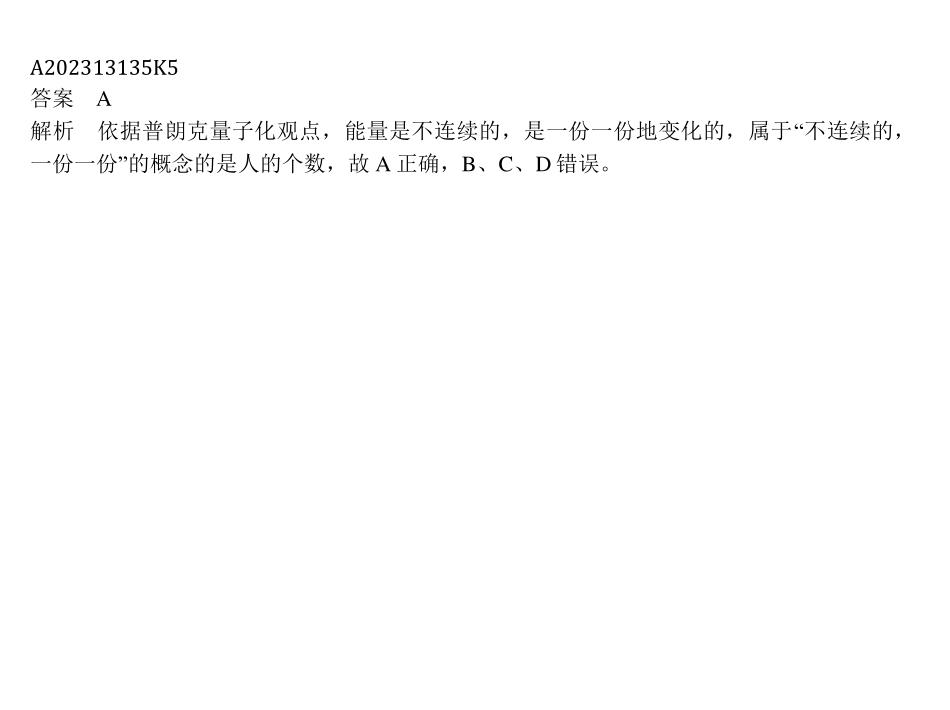 A202313135K5
答案　A
解析　依据普朗克量子化观点，能量是不连续的，是一份一份地变化的，属于“不连续的，
一份一份”的概念的是人的个数，故 A 正确，B、C、D 错误。